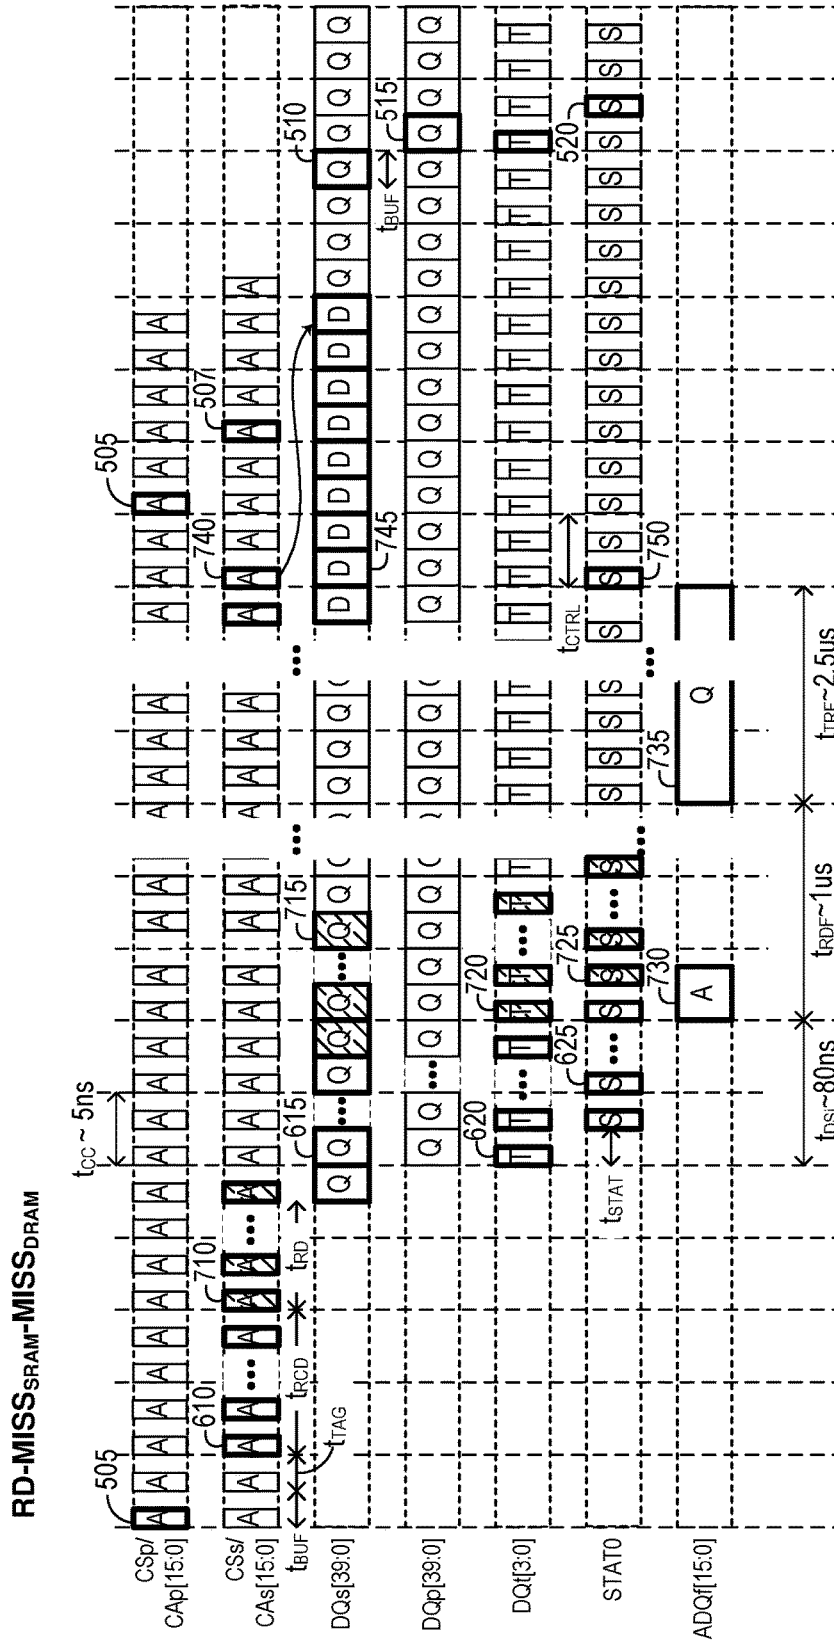 RD-MISSSRAM-MISSDRAM
tCC ~ 5ns
505
505
CSp/
CAp[15:0]
A A A A A A A A A A A A A A A A A A A A A A A A A A A A A A A
610
710
740
507
CSs/
CAs[15:0]
A A A A ••• A A A ••• A A A A A A A A A A A A A A A A A A A A A A
tBUF
tTAG
tRCD
tRD
615
715
•••
•••
510
DQs[39:0]
Q Q ••• Q Q Q ••• Q Q Q Q Q D D D D D D D D D Q Q Q Q Q Q Q Q
745
tBUF
515
DQp[39:0]
Q Q ••• Q Q Q Q Q Q Q Q Q Q Q Q Q Q Q Q Q Q Q Q Q Q Q Q Q
620
720
DQt[3:0]
T T ••• T T T ••• T T T T T T T T T T T T T T T T T T T T T T T
tSTAT
625
725
tCTRL
520
STAT0
S S ••• S S S ••• S S S S S S S S S S S S S S S S S S S S S S
750
730
•••
735
•••
ADQf[15:0]
A Q
tDSI~80ns
tRDF~1us
tTRF~2.5us